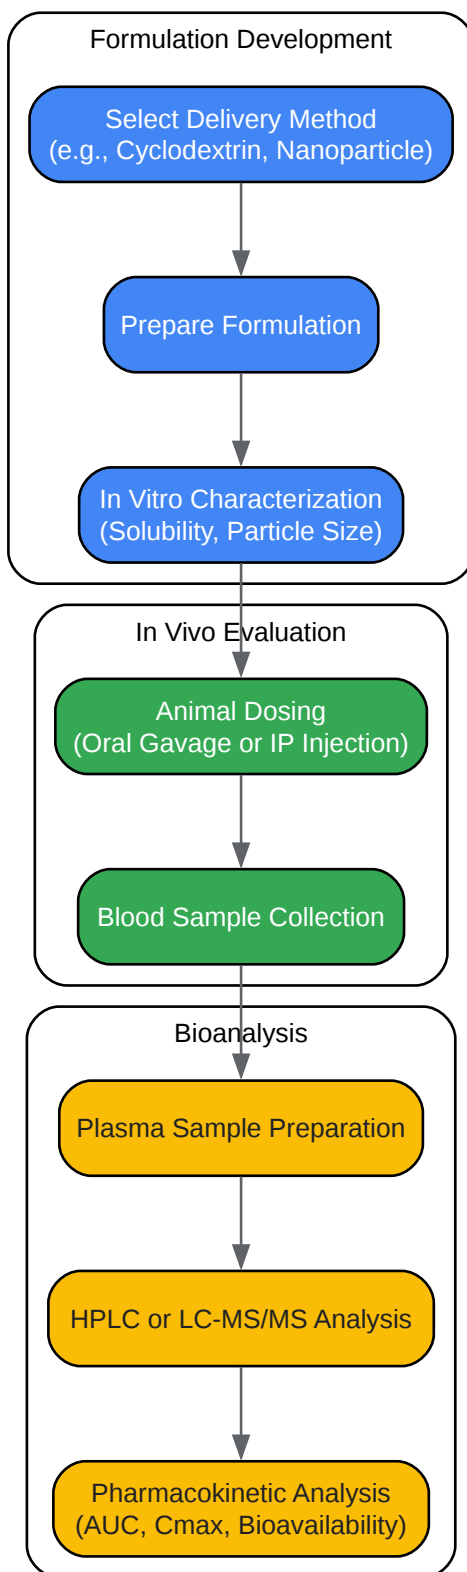 Formulation Development
Select Delivery Method
(e.g., Cyclodextrin, Nanoparticle)
Prepare Formulation
In Vitro Characterization
(Solubility, Particle Size)
In Vivo Evaluation
Animal Dosing
(Oral Gavage or IP Injection)
Blood Sample Collection
Bioanalysis
Plasma Sample Preparation
HPLC or LC-MS/MS Analysis
Pharmacokinetic Analysis
(AUC, Cmax, Bioavailability)